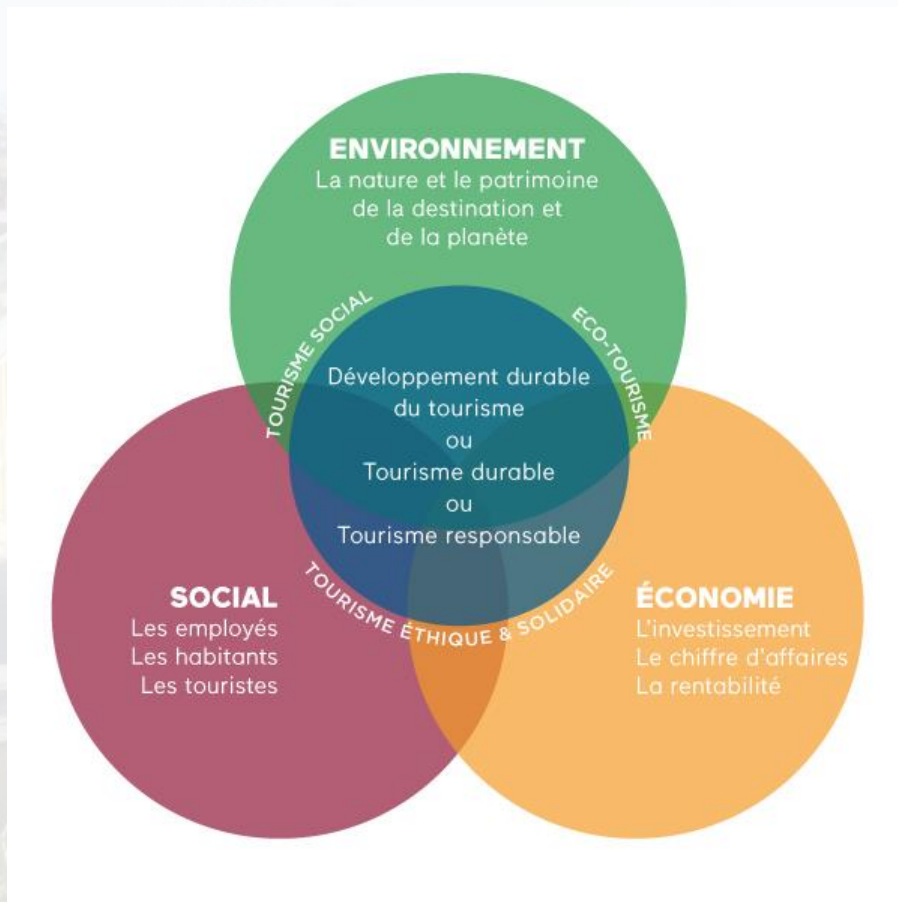 ENVIRONNEMENT
La nature et le patrimoine
de la destination et
de la planète
TOURISME SOCIAL
ECO-TOURISME
Développement durable
du tourisme
ou
Tourisme durable
ou
Tourisme responsable
TOURISME ÉTHIQUE & SOLIDAIRE
SOCIAL
Les employés
Les habitants
Les touristes
ÉCONOMIE
L'investissement
Le chiffre d'affaires
La rentabilité